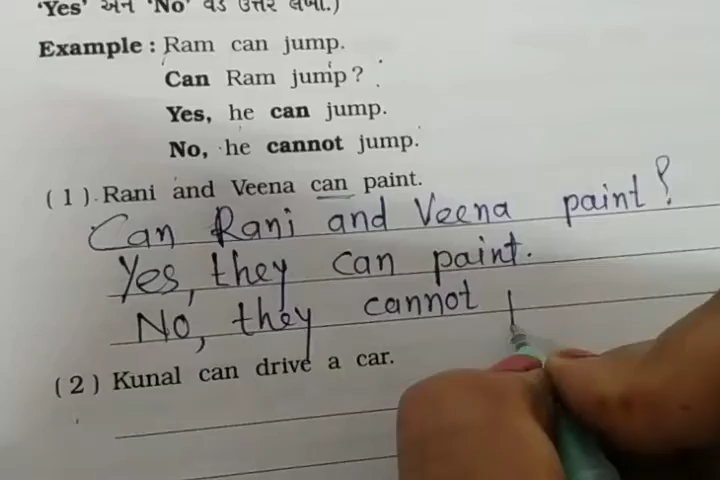 'Yes' અને 'No' વડે ઉત્તર લખો.)
Example : Ram can jump.
Can Ram jump ?
Yes, he can jump.
No, he cannot jump.
( 1 ) Rani and Veena can paint.
Can Rani and Veena paint?
Yes, they can paint.
No, they cannot
( 2 ) Kunal can drive a car.